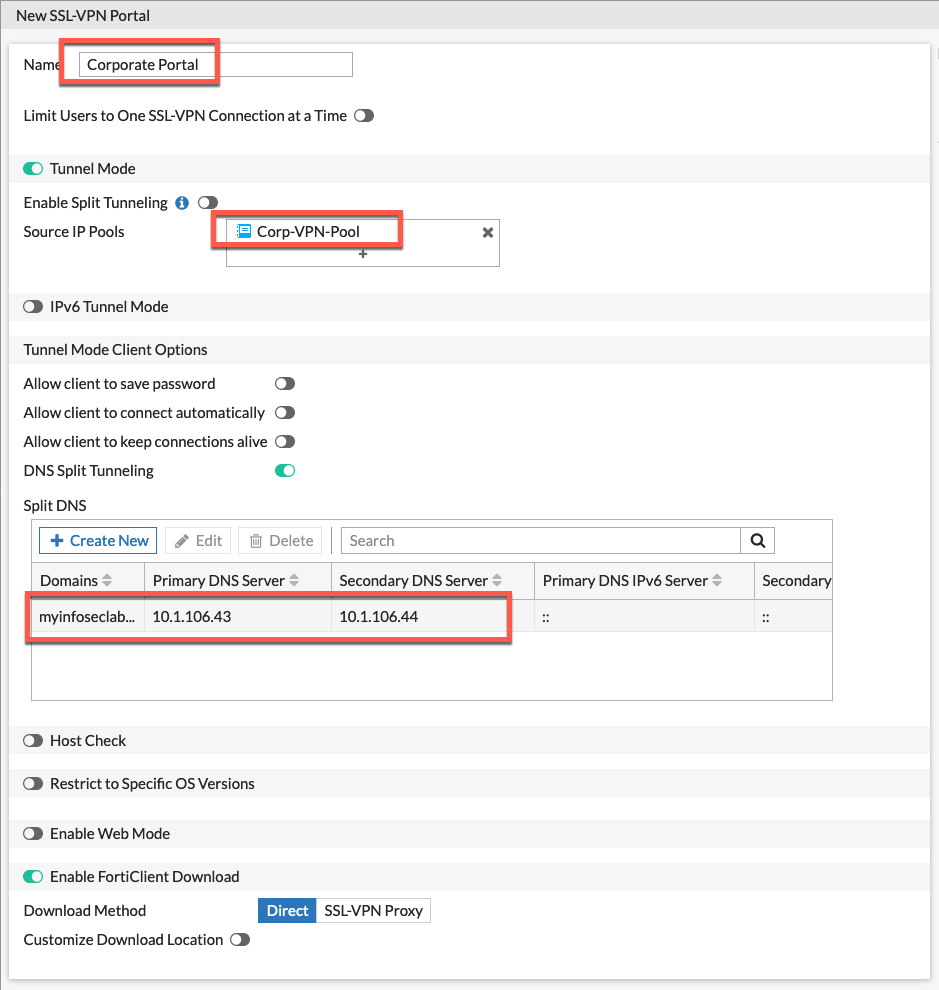 New SSL-VPN Portal
Name Corporate Portal
Limit Users to One SSL-VPN Connection at a Time
Tunnel Mode
Enable Split Tunneling
Source IP Pools Corp-VPN-Pool
+
IPv6 Tunnel Mode
Tunnel Mode Client Options
Allow client to save password
Allow client to connect automatically
Allow client to keep connections alive
DNS Split Tunneling
Split DNS
+ Create New Edit Delete Search
Domains Primary DNS Server Secondary DNS Server Primary DNS IPv6 Server Secondary
myinfoseclab... 10.1.106.43 10.1.106.44 :: ::
Host Check
Restrict to Specific OS Versions
Enable Web Mode
Enable FortiClient Download
Download Method Direct SSL-VPN Proxy
Customize Download Location